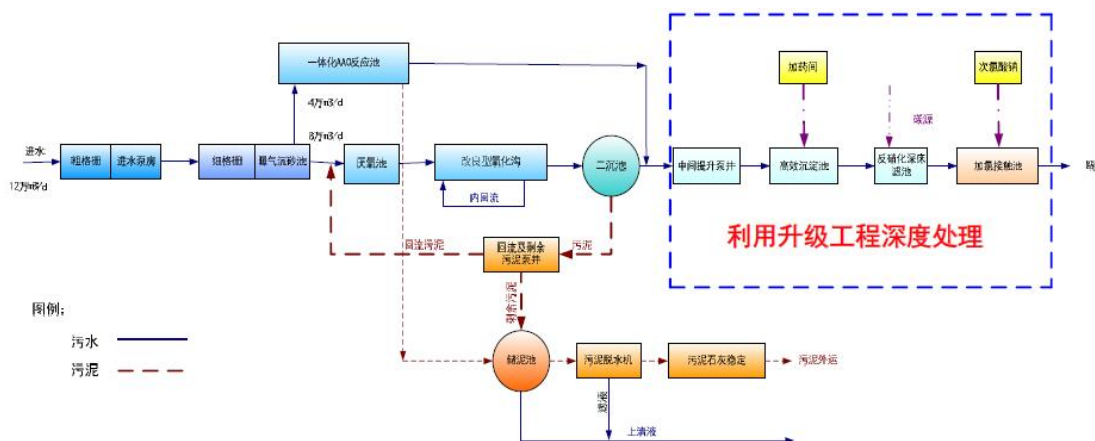 一体化AAO反应池
加药间
次氯酸钠
4万m3/d
碳源
进水
8万m3/d
粗格栅
进水泵房
细格栅
曝气沉砂池
厌氧池
改良型氧化沟
二沉池
中间提升泵井
高效沉淀池
反硝化深床
滤池
加氯接触池
12万m3/d
内回流
利用升级工程深度处理
回流污泥
回流及剩余
污泥泵井
污泥
图例:
剩余污泥
污水
储泥池
污泥脱水机
污泥石灰稳定
污泥外运
污泥
滤液
上清液